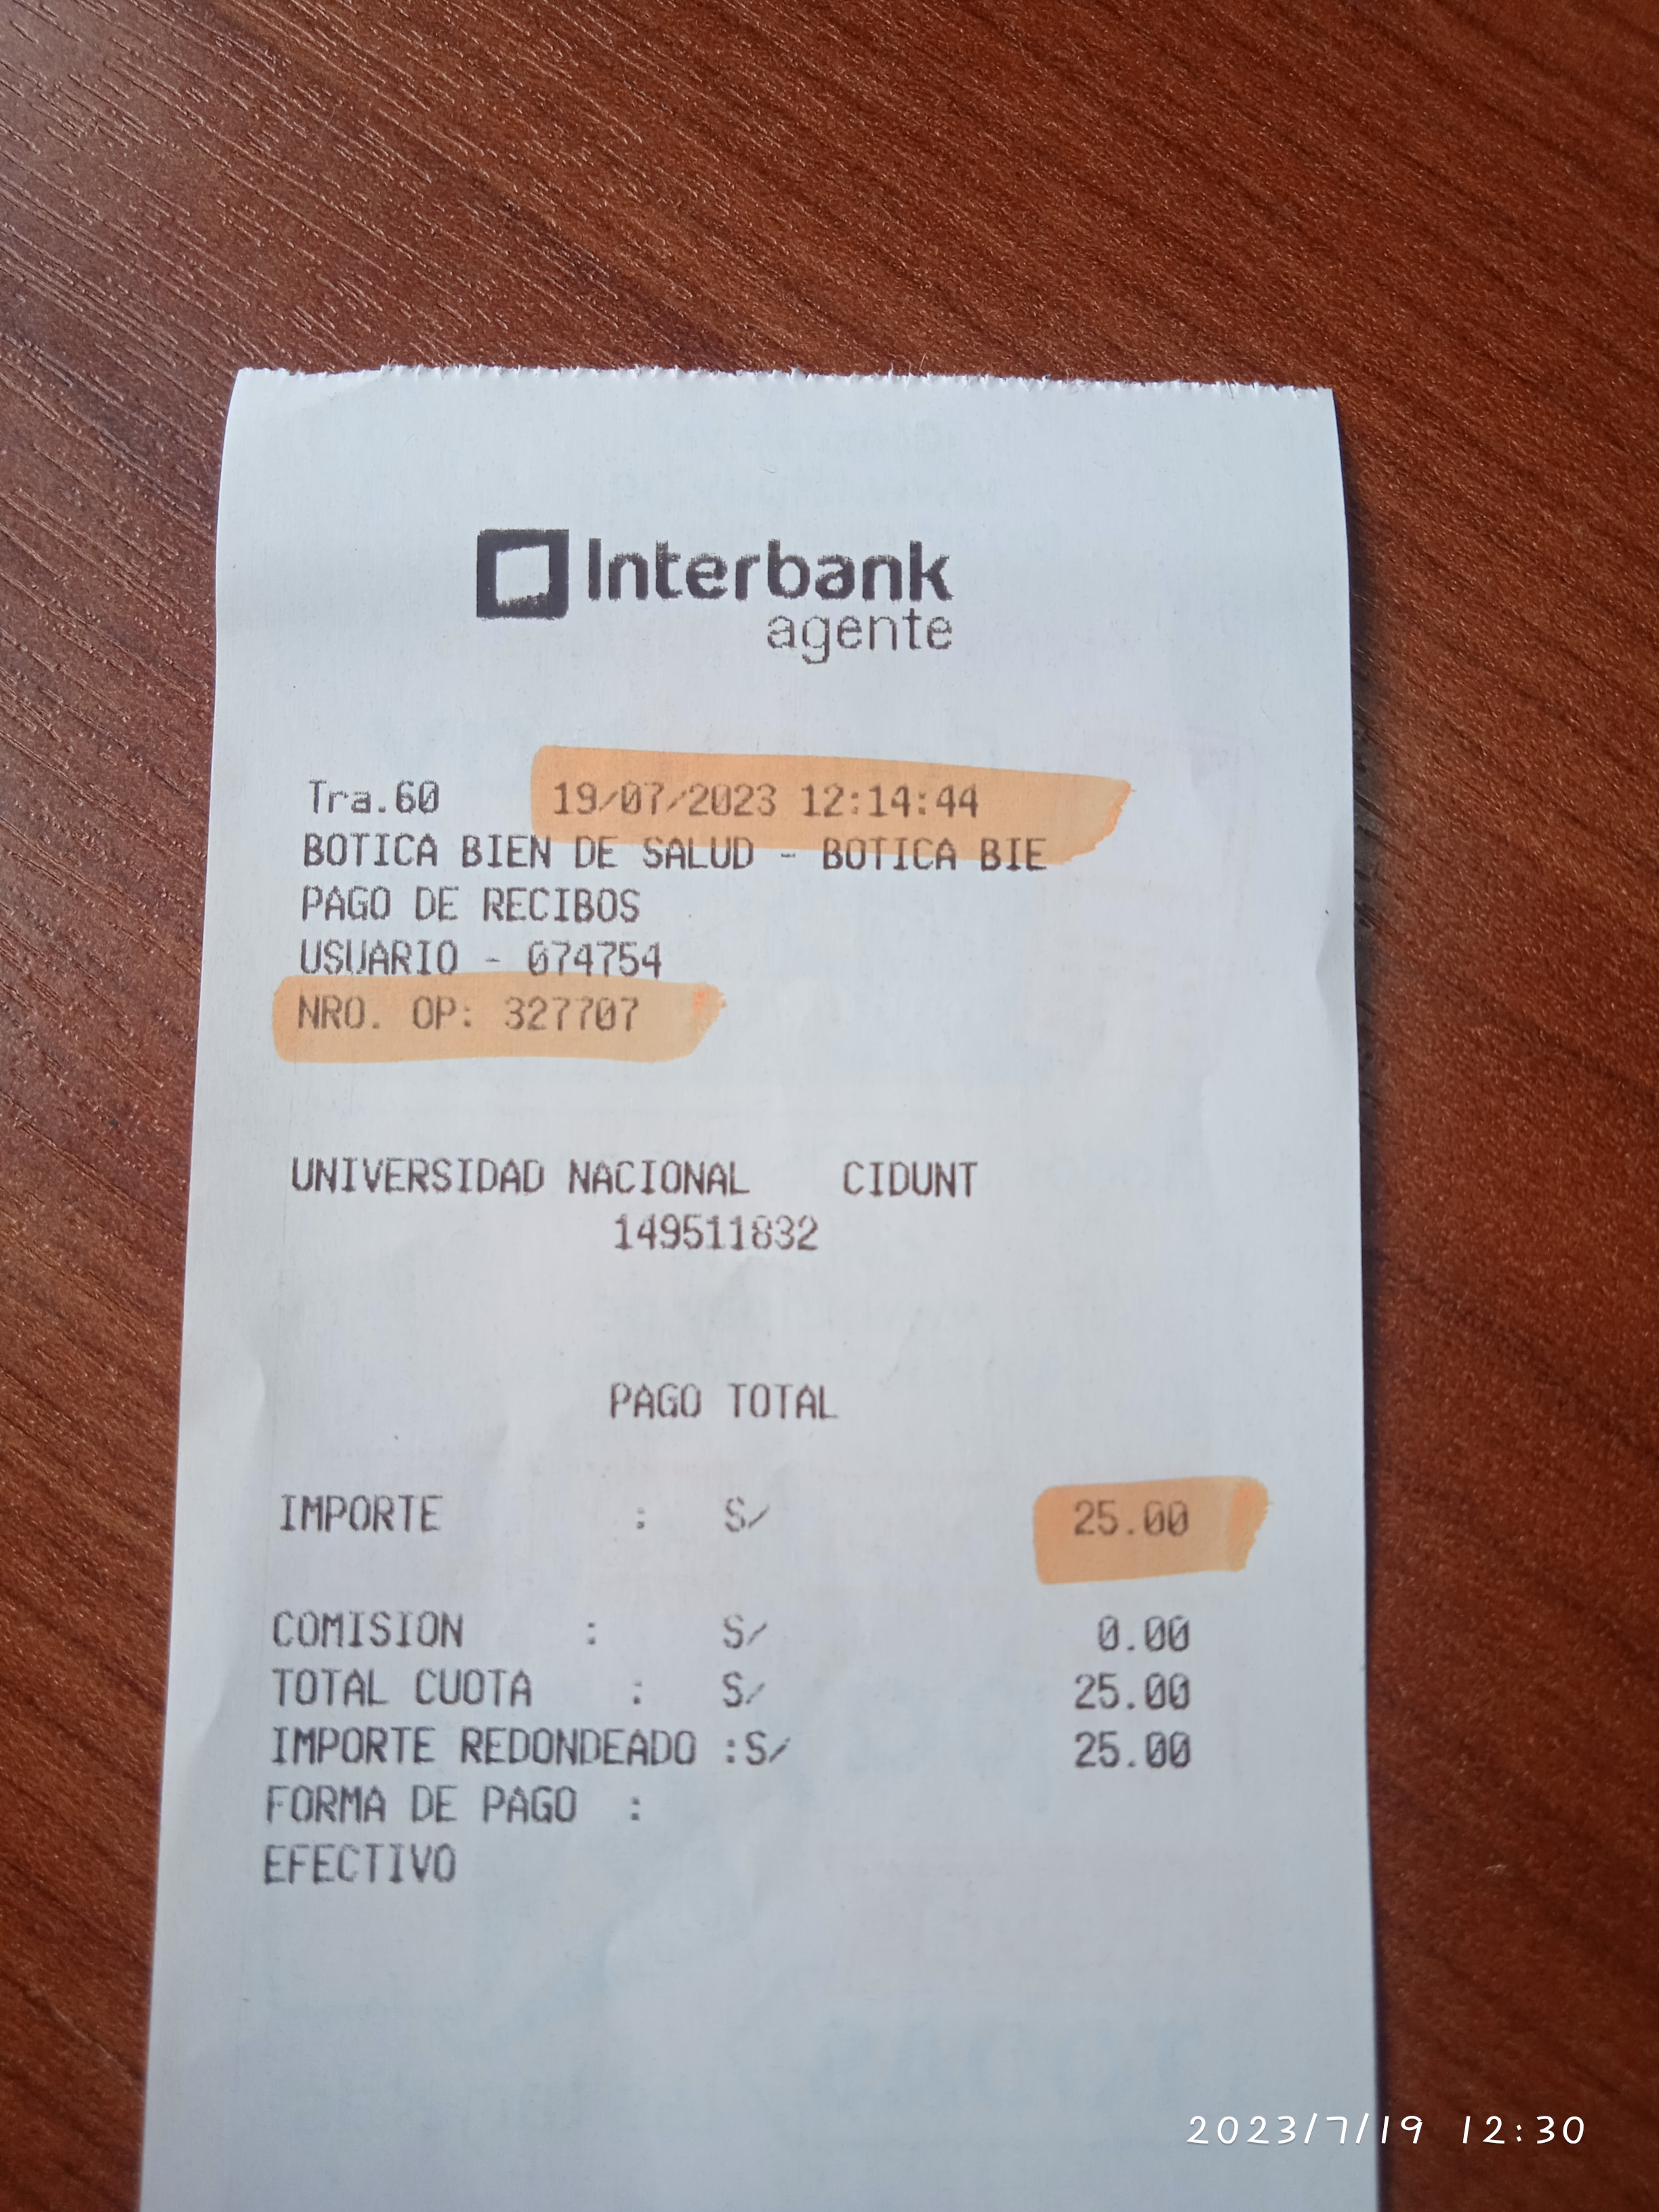 Interbank
agente
Tra.60 19/07/2023 12:14:44
BOTICA BIEN DE SALUD - BOTICA BIE
PAGO DE RECIBOS
USUARIO - 074754
NRO. OP: 327707
UNIVERSIDAD NACIONAL CIDUNT
149511832
PAGO TOTAL
IMPORTE : S/ 25.00
COMISION : S/ 0.00
TOTAL CUOTA : S/ 25.00
IMPORTE REDONDEADO :S/ 25.00
FORMA DE PAGO :
EFECTIVO
2023/7/19 12:30